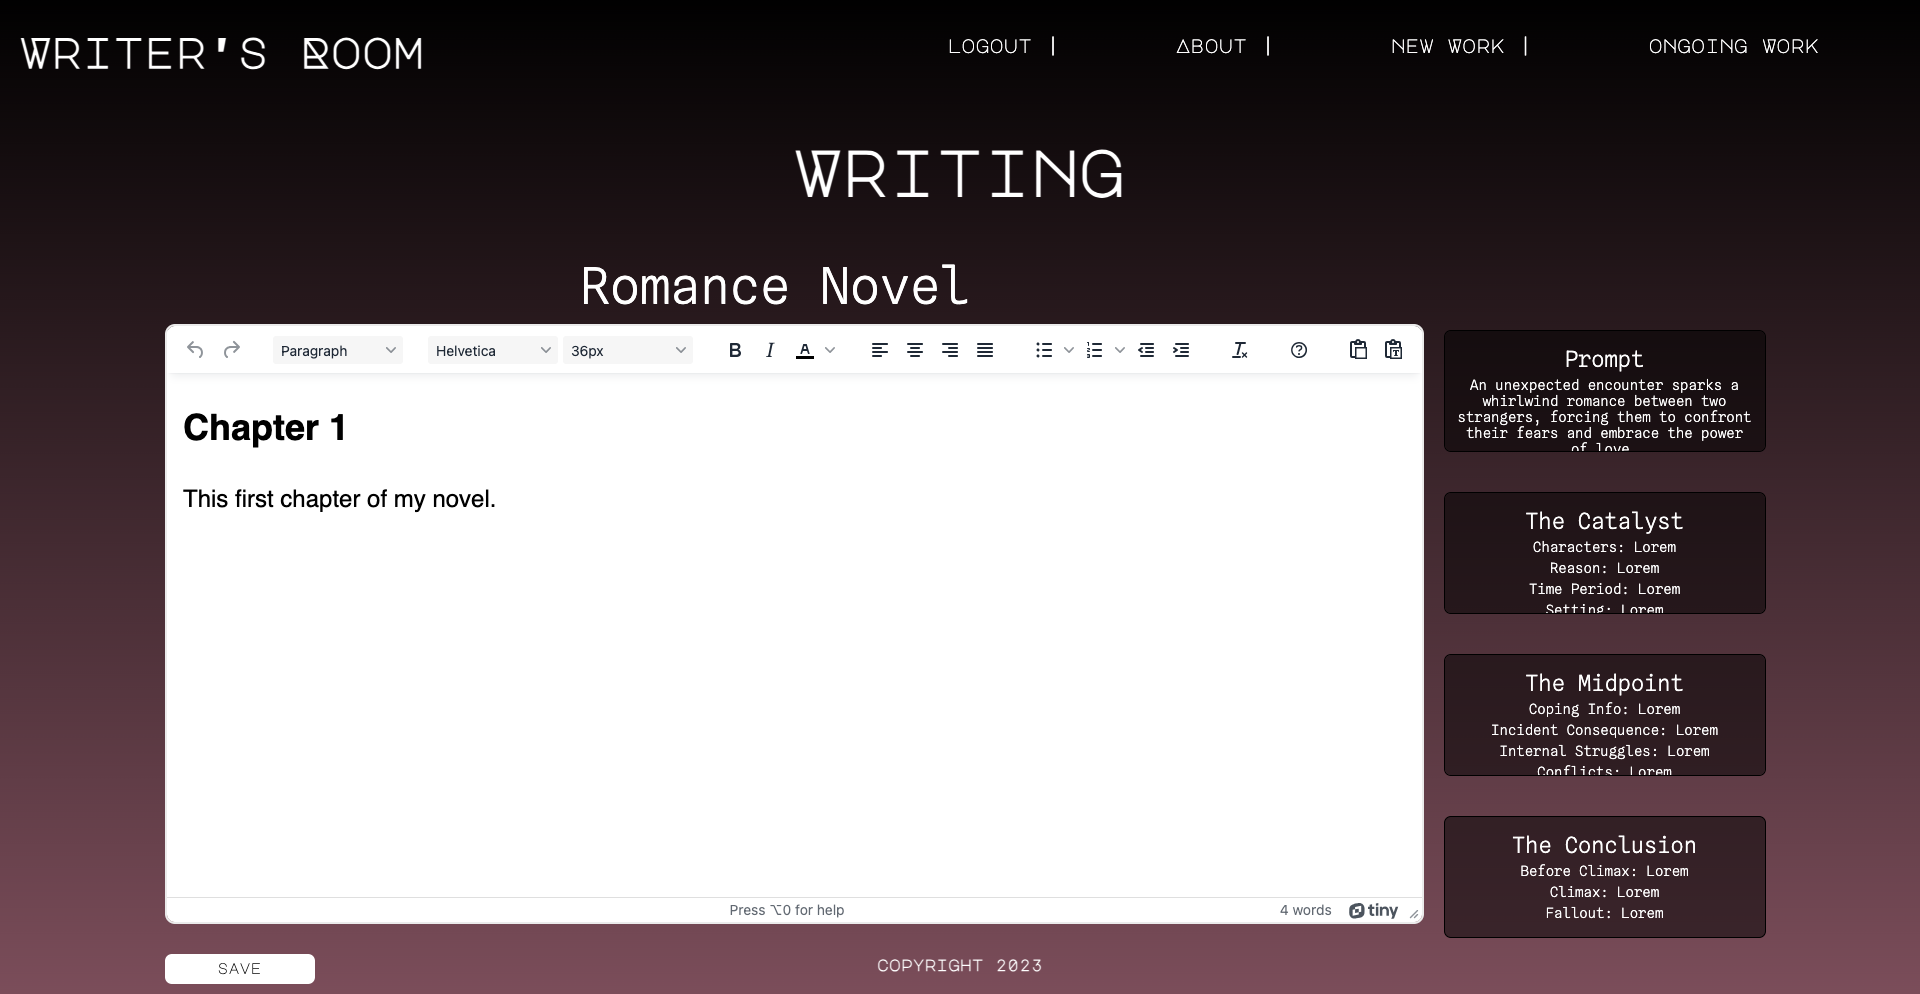 WRITER'S ROOM
LOGOUT |
ABOUT |
NEW WORK |
ONGOING WORK
WRITING
Romance Novel
Paragraph
Helvetica
36px
Chapter 1
This first chapter of my novel.
Press ⌥0 for help
4 words
tiny
Prompt
An unexpected encounter sparks a
whirlwind romance between two
strangers, forcing them to confront
their fears and embrace the power
of love
The Catalyst
Characters: Lorem
Reason: Lorem
Time Period: Lorem
Setting: Lorem
The Midpoint
Coping Info: Lorem
Incident Consequence: Lorem
Internal Struggles: Lorem
Conflicts: Lorem
The Conclusion
Before Climax: Lorem
Climax: Lorem
Fallout: Lorem
SAVE
COPYRIGHT 2023